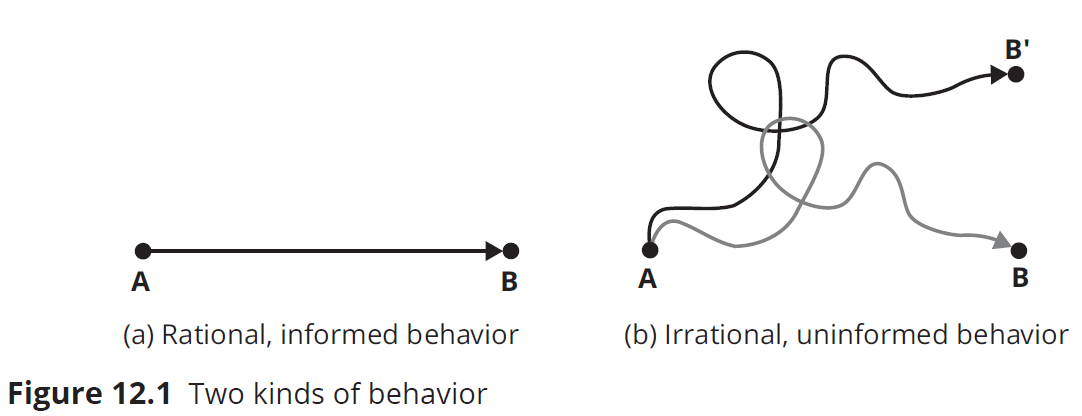 B'
A
B
A
B
(a) Rational, informed behavior
(b) Irrational, uninformed behavior
Figure 12.1 Two kinds of behavior